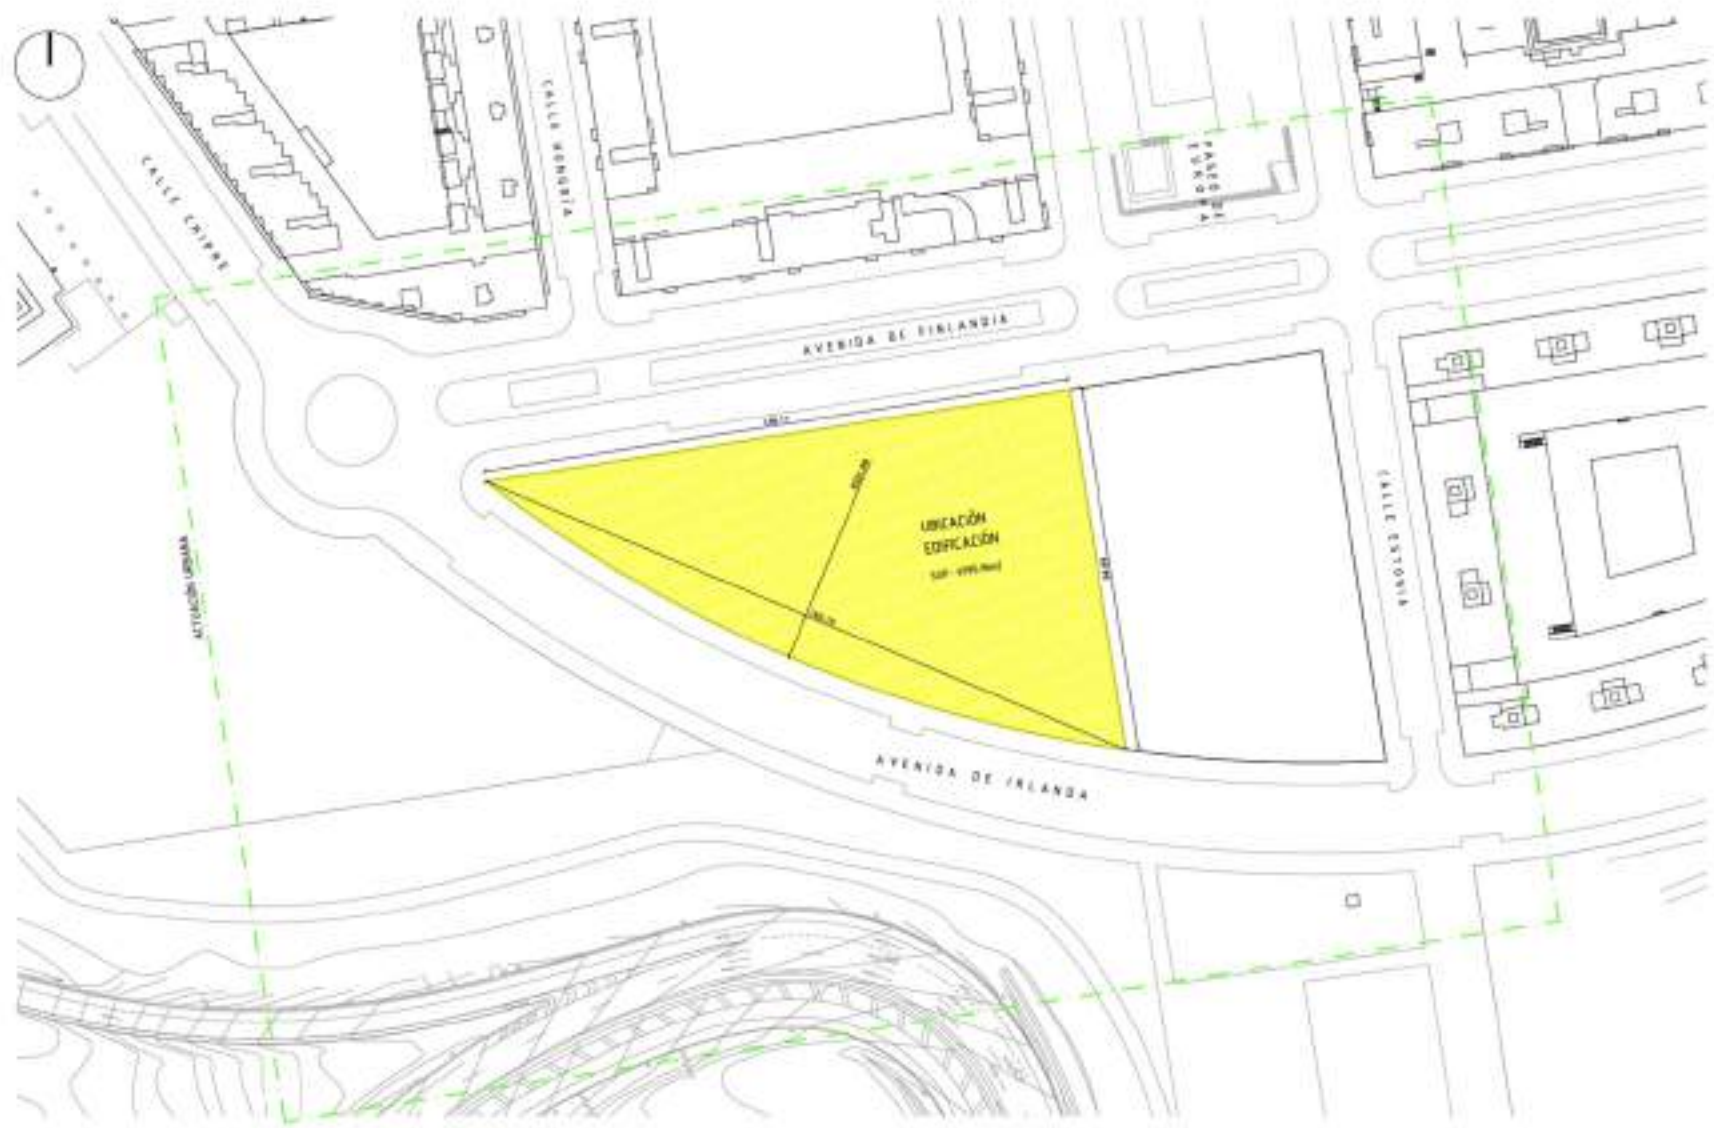 CALLE CHIPRE
CALLE HUNGRÍA
PASEO DE
EUROPA
AVENIDA DE FINLANDIA
UBICACIÓN
EDIFICACIÓN
CALLE ESTONIA
ACTUACIÓN URBANA
AVENIDA DE IRLANDA